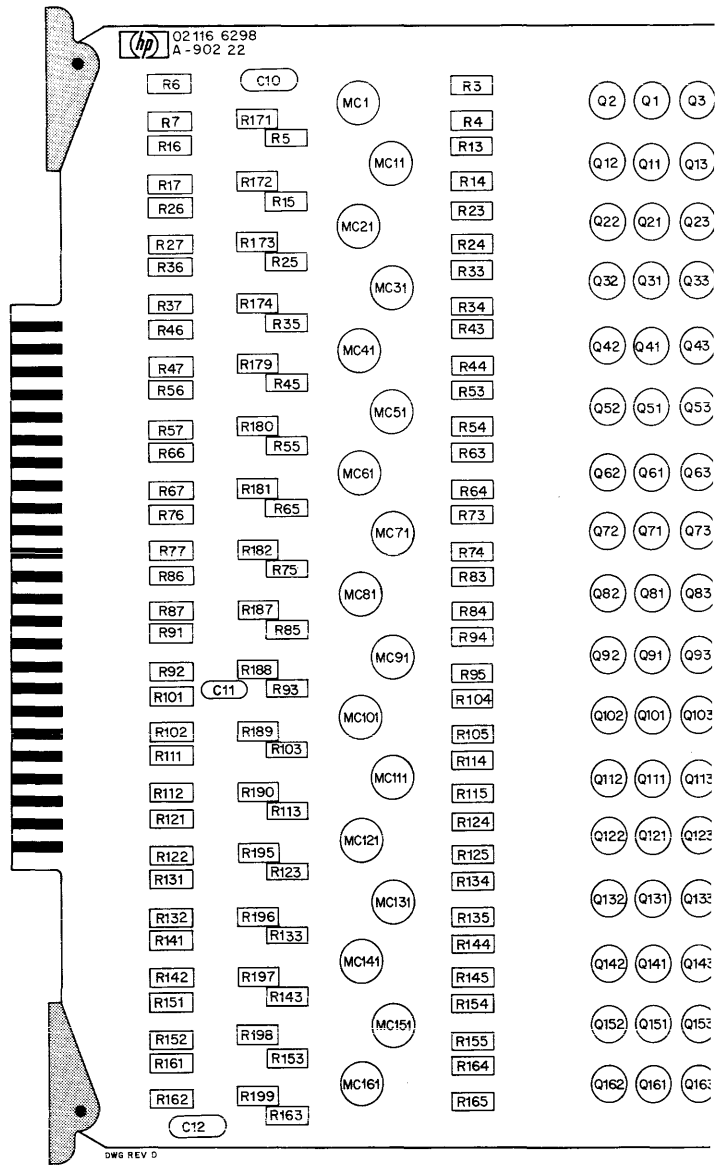 hp 02116 6298
A-902 22
R6 C10 MC1 R3 Q2 Q1 Q3
R7 R171 R4
R5
R16 MC11 R13 Q12 Q11 Q13
R17 R172 R14
R15
R26 MC21 R23 Q22 Q21 Q23
R27 R173 R24
R25
R36 MC31 R33 Q32 Q31 Q33
R37 R174 R34
R35
R46 MC41 R43 Q42 Q41 Q43
R47 R179 R44
R45
R56 MC51 R53 Q52 Q51 Q53
R57 R180 R54
R55
R66 MC61 R63 Q62 Q61 Q63
R67 R181 R64
R65
R76 MC71 R73 Q72 Q71 Q73
R77 R182 R74
R75
R86 MC81 R83 Q82 Q81 Q83
R87 R187 R84
R85
R91 MC91 R94 Q92 Q91 Q93
R92 R188 R95
C11 R93
R101 MC101 R104 Q102 Q101 Q103
R102 R189 R105
R103
R111 MC111 R114 Q112 Q111 Q113
R112 R190 R115
R113
R121 MC121 R124 Q122 Q121 Q123
R122 R195 R125
R123
R131 MC131 R134 Q132 Q131 Q133
R132 R196 R135
R133
R141 MC141 R144 Q142 Q141 Q143
R142 R197 R145
R143
R151 MC151 R154 Q152 Q151 Q153
R152 R198 R155
R153
R161 MC161 R164 Q162 Q161 Q163
R162 R199 R165
R163
C12
DWG REV D